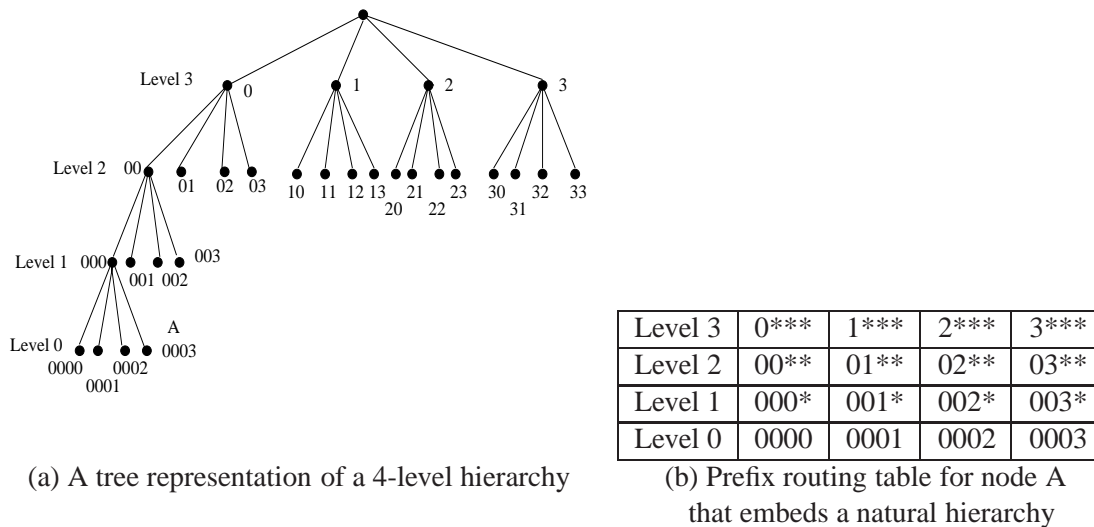 Level 3
0
1
2
3
Level 2
00
01
02
03
10
11
12
13
20
21
22
23
30
31
32
33
Level 1
000
001
002
003
A
Level 0
0000
0001
0002
0003
(a) A tree representation of a 4-level hierarchy
Level 3 0*** 1*** 2*** 3***
Level 2 00** 01** 02** 03**
Level 1 000* 001* 002* 003*
Level 0 0000 0001 0002 0003
(b) Prefix routing table for node A
that embeds a natural hierarchy